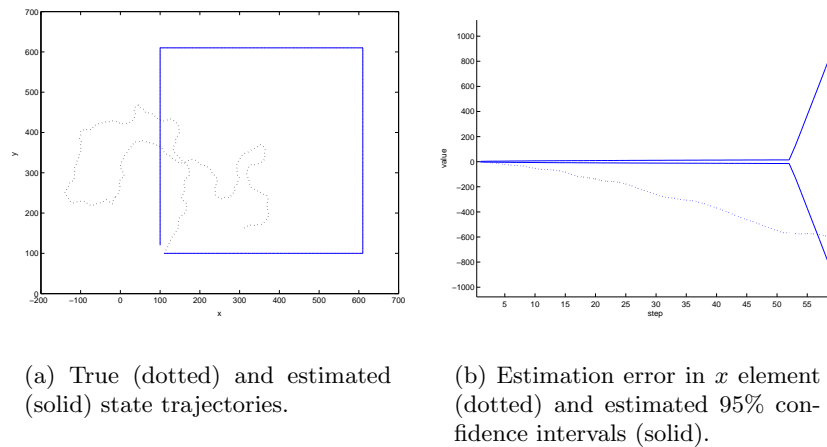 700
600
500
400
300
200
100
0
−200 −100 0 100 200 300 400 500 600 700
x
y
1000
800
600
400
200
0
−200
−400
−600
−800
−1000
5 10 15 20 25 30 35 40 45 50 55
step
value
(a) True (dotted) and estimated
(solid) state trajectories.
(b) Estimation error in x element
(dotted) and estimated 95% con-
fidence intervals (solid).